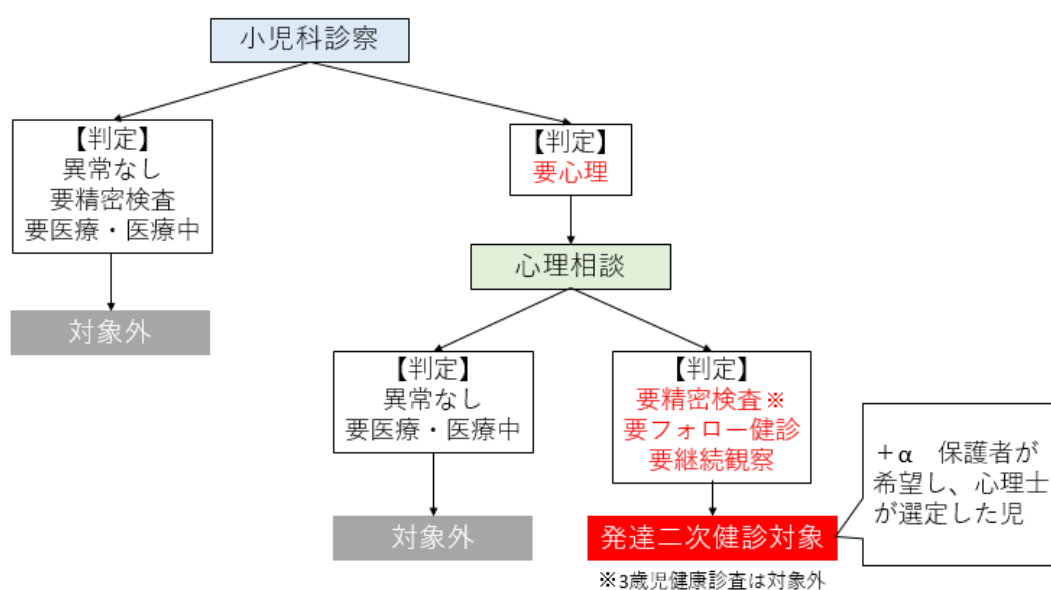 小児科診察
【判定】
異常なし
要精密検査
要医療・医療中
【判定】
要心理
対象外
心理相談
【判定】
異常なし
要医療・医療中
【判定】
要精密検査※
要フォロー健診
要継続観察
対象外
発達二次健診対象
※3歳児健康診査は対象外
+α 保護者が
希望し、心理士
が選定した児